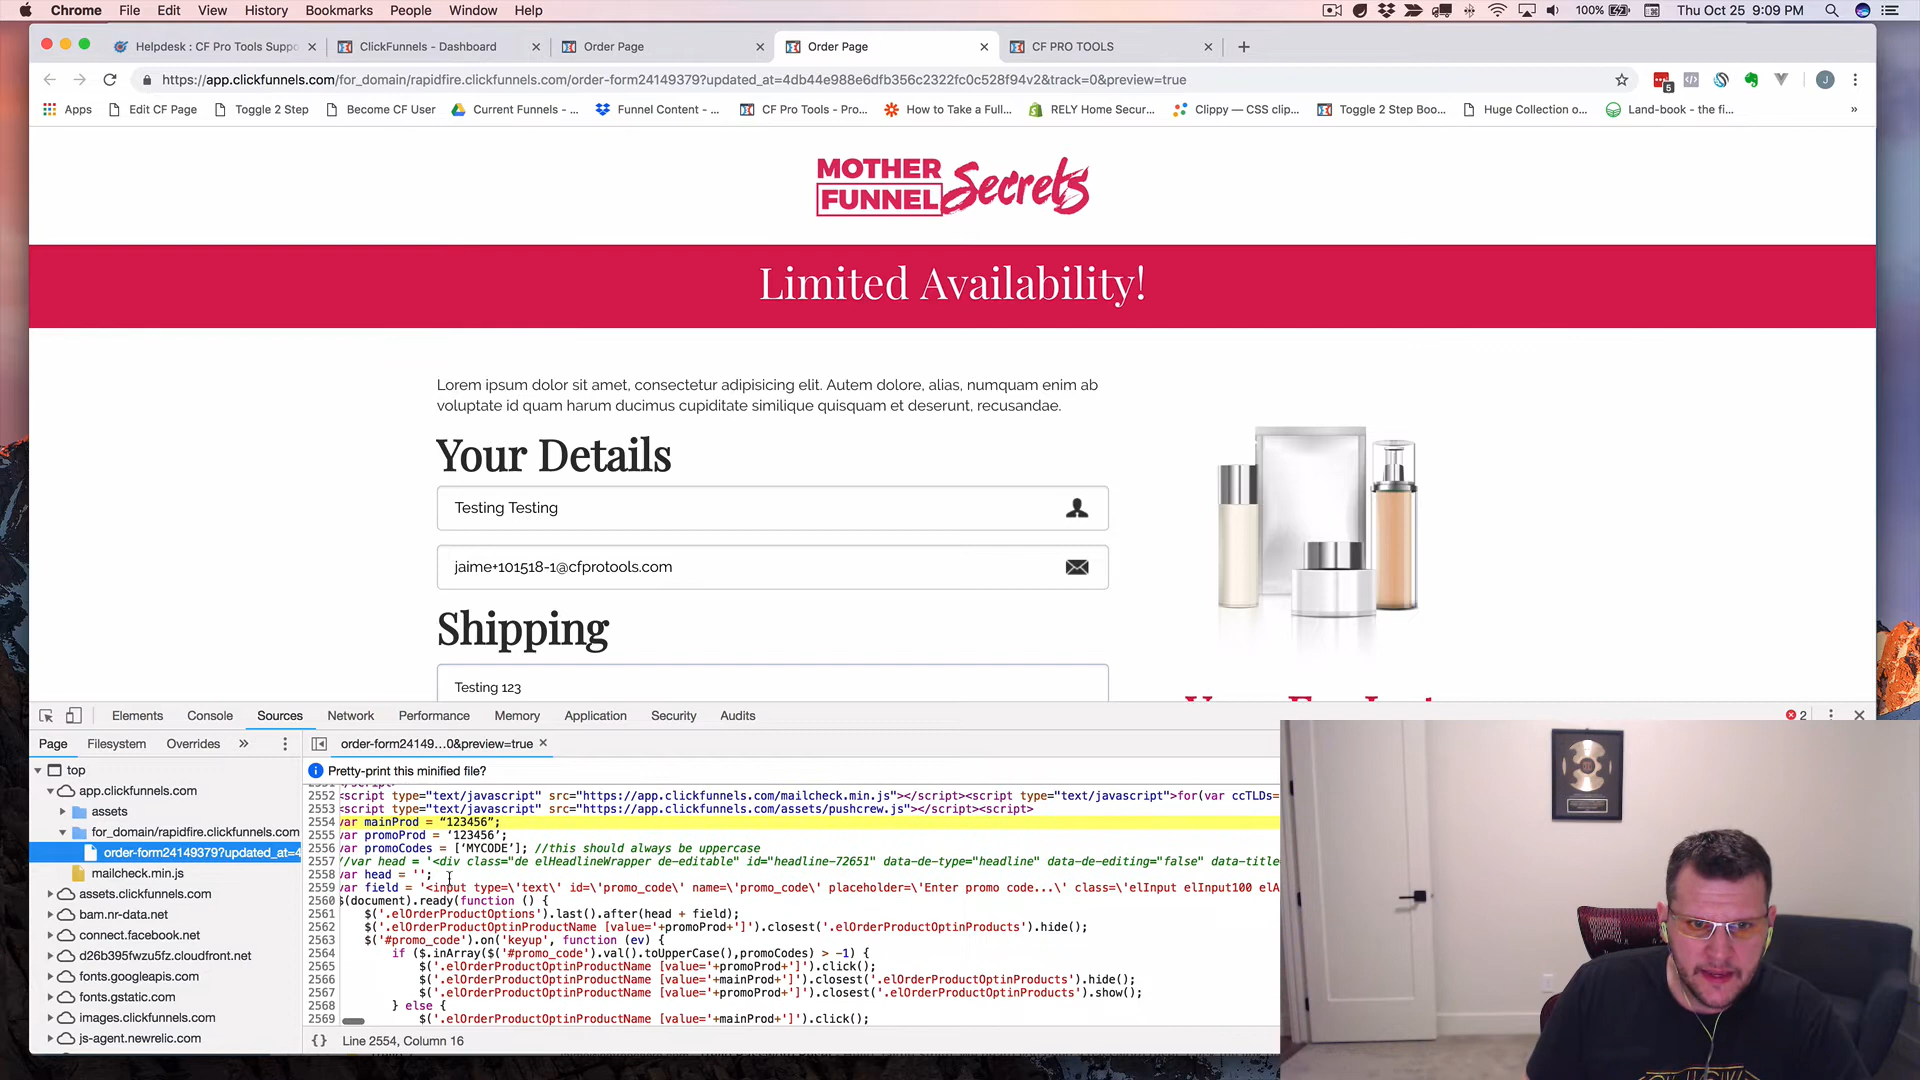 Chrome File Edit View History Bookmarks People Window Help 100% Thu Oct 25 9:09 PM
Helpdesk : CF Pro Tools Suppo
ClickFunnels - Dashboard
Order Page
Order Page
CF PRO TOOLS
https://app.clickfunnels.com/for_domain/rapidfire.clickfunnels.com/order-form24149379?updated_at=4db44e988e6dfb356c2322fc0c528f94v2&track=0&preview=true
5
J
Apps Edit CF Page Toggle 2 Step Become CF User Current Funnels - ... Funnel Content - ... CF Pro Tools - Pro... How to Take a Full... RELY Home Secur... Clippy — CSS clip... Toggle 2 Step Boo... Huge Collection o... Land-book - the fi... »
MOTHER
FUNNEL Secrets
Limited Availability!
Lorem ipsum dolor sit amet, consectetur adipisicing elit. Autem dolore, alias, numquam enim ab
voluptate id quam harum ducimus cupiditate similique quisquam et deserunt, recusandae.
Your Details
Testing Testing
jaime+101518-1@cfprotools.com
Shipping
Testing 123
Elements Console Sources Network Performance Memory Application Security Audits 2
Page Filesystem Overrides »
order-form24149...0&preview=true
Pretty-print this minified file?
top
app.clickfunnels.com
assets
for_domain/rapidfire.clickfunnels.com
order-form24149379?updated_at=4
mailcheck.min.js
assets.clickfunnels.com
bam.nr-data.net
connect.facebook.net
d26b395fwzu5fz.cloudfront.net
fonts.googleapis.com
fonts.gstatic.com
images.clickfunnels.com
js-agent.newrelic.com
2552 <script type="text/javascript" src="https://app.clickfunnels.com/mailcheck.min.js"></script><script type="text/javascript">for(var ccTLDs=
2553 <script type="text/javascript" src="https://app.clickfunnels.com/assets/pushcrew.js"></script><script>
2554 var mainProd = “123456”;
2555 var promoProd = ‘123456’;
2556 var promoCodes = [‘MYCODE’]; //this should always be uppercase
2557 //var head = '<div class="de elHeadlineWrapper de-editable" id="headline-72651" data-de-type="headline" data-de-editing="false" data-title
2558 var head = '';
2559 var field = '<input type=\'text\' id=\'promo_code\' name=\'promo_code\' placeholder=\'Enter promo code...\' class=\'elInput elInput100 elA
2560 $(document).ready(function () {
2561 $('.elOrderProductOptions').last().after(head + field);
2562 $('.elOrderProductOptinProductName [value='+promoProd+']').closest('.elOrderProductOptinProducts').hide();
2563 $('#promo_code').on('keyup', function (ev) {
2564 if ($.inArray($('#promo_code').val().toUpperCase(),promoCodes) > -1) {
2565 $('.elOrderProductOptinProductName [value='+promoProd+']').click();
2566 $('.elOrderProductOptinProductName [value='+mainProd+']').closest('.elOrderProductOptinProducts').hide();
2567 $('.elOrderProductOptinProductName [value='+promoProd+']').closest('.elOrderProductOptinProducts').show();
2568 } else {
2569 $('.elOrderProductOptinProductName [value='+mainProd+']').click();
{} Line 2554, Column 16